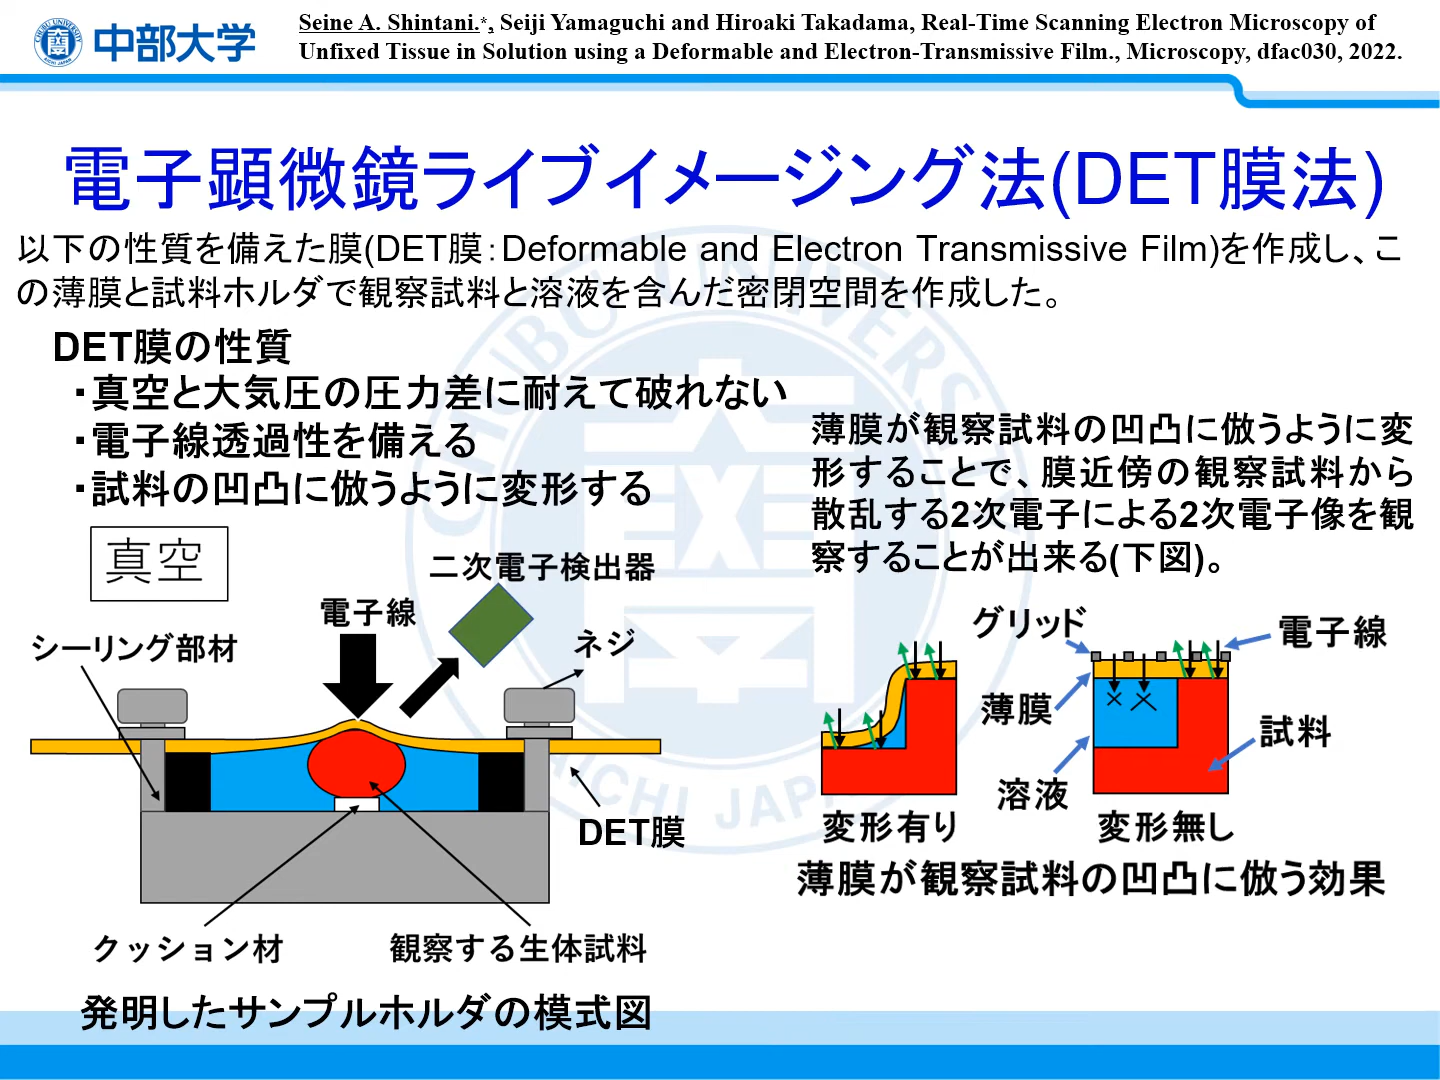 中部大学
Seine A. Shintani.*, Seiji Yamaguchi and Hiroaki Takadama, Real-Time Scanning Electron Microscopy of
Unfixed Tissue in Solution using a Deformable and Electron-Transmissive Film., Microscopy, dfac030, 2022.
電子顕微鏡ライブイメージング法(DET膜法)
以下の性質を備えた膜(DET膜：Deformable and Electron Transmissive Film)を作成し、こ
の薄膜と試料ホルダで観察試料と溶液を含んだ密閉空間を作成した。
DET膜の性質
・真空と大気圧の圧力差に耐えて破れない
・電子線透過性を備える
・試料の凹凸に倣うように変形する
薄膜が観察試料の凹凸に倣うように変
形することで、膜近傍の観察試料から
散乱する2次電子による2次電子像を観
察することが出来る(下図)。
真空
二次電子検出器
電子線
シーリング部材
ネジ
DET膜
クッション材
観察する生体試料
発明したサンプルホルダの模式図
グリッド
電子線
薄膜
試料
溶液
変形有り
変形無し
薄膜が観察試料の凹凸に倣う効果
CHUBU UNIVERSITY
AICHI JAPAN